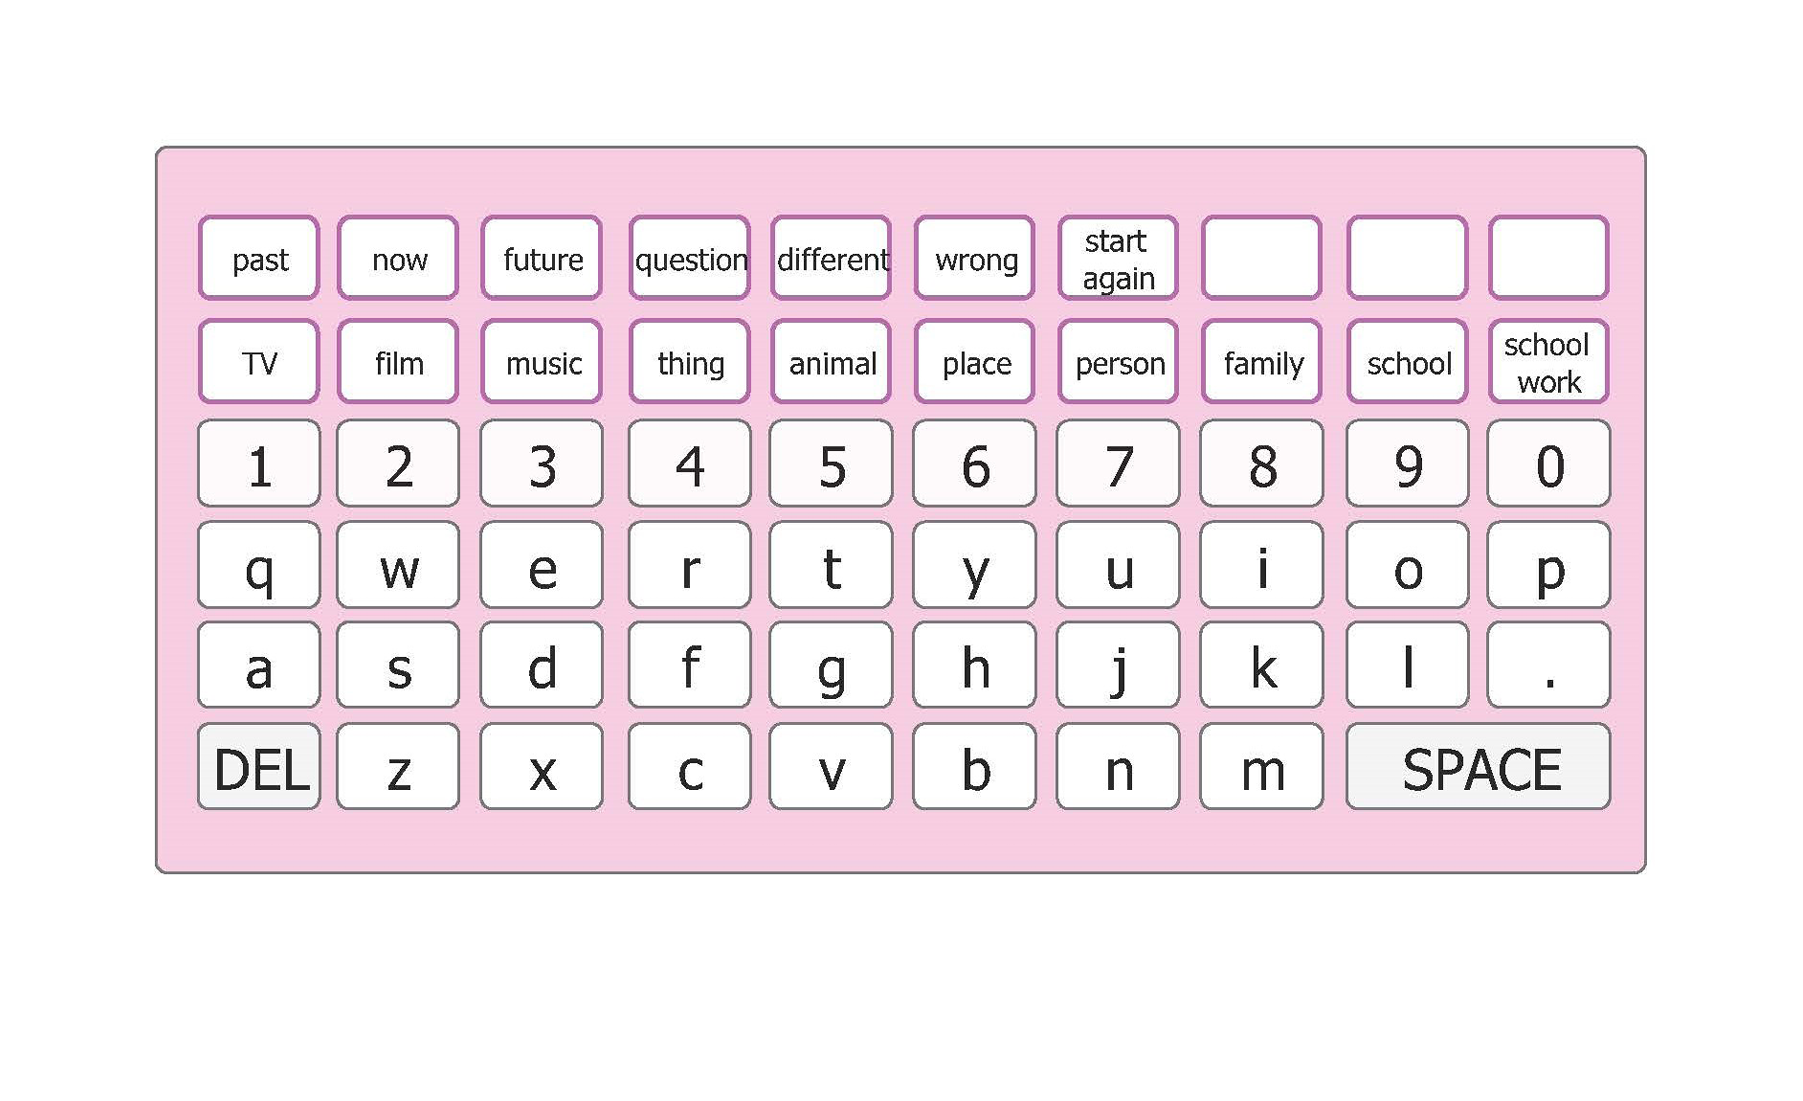 past now future question different wrong start again
TV film music thing animal place person family school school work
1 2 3 4 5 6 7 8 9 0
q w e r t y u i o p
a s d f g h j k l .
DEL z x c v b n m SPACE